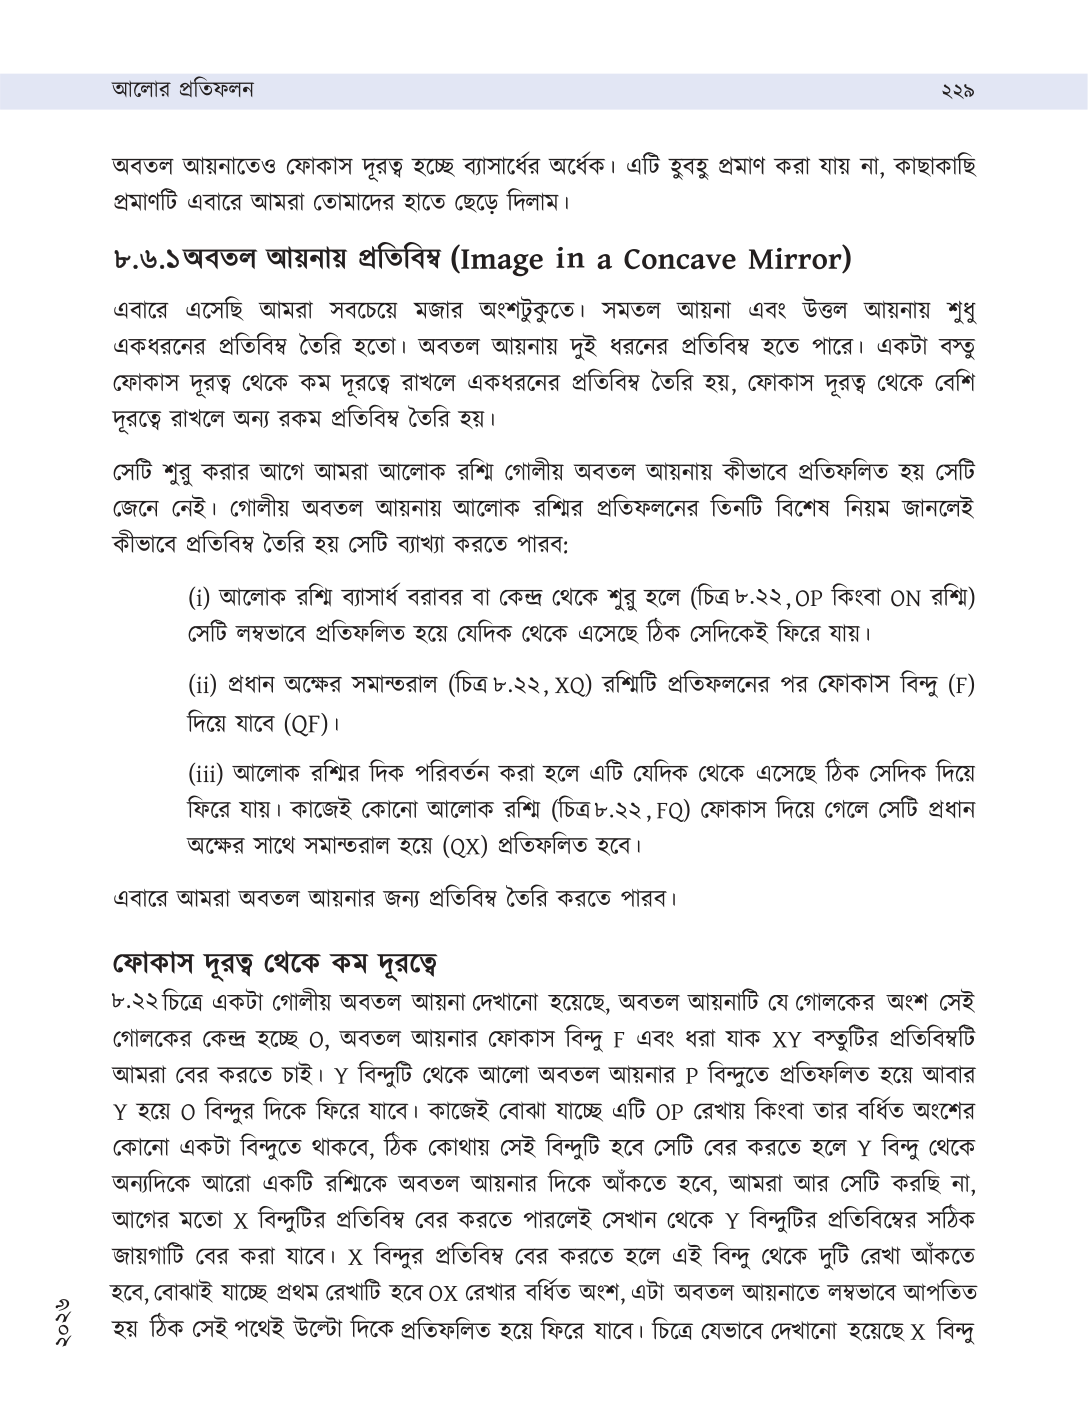 আলোর প্রতিফলন ২২৯
অবতল আয়নাতেও ফোকাস দূরত্ব হচ্ছে ব্যাসার্ধের অর্ধেক। এটি হুবহু প্রমাণ করা যায় না, কাছাকাছি
প্রমাণটি এবারে আমরা তোমাদের হাতে ছেড়ে দিলাম।
৮.৬.১ অবতল আয়নায় প্রতিবিম্ব (Image in a Concave Mirror)
এবারে এসেছি আমরা সবচেয়ে মজার অংশটুকুতে। সমতল আয়না এবং উত্তল আয়নায় শুধু
একধরনের প্রতিবিম্ব তৈরি হতো। অবতল আয়নায় দুই ধরনের প্রতিবিম্ব হতে পারে। একটা বস্তু
ফোকাস দূরত্ব থেকে কম দূরত্বে রাখলে একধরনের প্রতিবিম্ব তৈরি হয়, ফোকাস দূরত্ব থেকে বেশি
দূরত্বে রাখলে অন্য রকম প্রতিবিম্ব তৈরি হয়।
সেটি শুরু করার আগে আমরা আলোক রশ্মি গোলীয় অবতল আয়নায় কীভাবে প্রতিফলিত হয় সেটি
জেনে নেই। গোলীয় অবতল আয়নায় আলোক রশ্মির প্রতিফলনের তিনটি বিশেষ নিয়ম জানলেই
কীভাবে প্রতিবিম্ব তৈরি হয় সেটি ব্যাখ্যা করতে পারব:
(i) আলোক রশ্মি ব্যাসার্ধ বরাবর বা কেন্দ্র থেকে শুরু হলে (চিত্র ৮.২২, OP কিংবা ON রশ্মি)
সেটি লম্বভাবে প্রতিফলিত হয়ে যেদিক থেকে এসেছে ঠিক সেদিকেই ফিরে যায়।
(ii) প্রধান অক্ষের সমান্তরাল (চিত্র ৮.২২, XQ) রশ্মিটি প্রতিফলনের পর ফোকাস বিন্দু (F)
দিয়ে যাবে (QF)।
(iii) আলোক রশ্মির দিক পরিবর্তন করা হলে এটি যেদিক থেকে এসেছে ঠিক সেদিক দিয়ে
ফিরে যায়। কাজেই কোনো আলোক রশ্মি (চিত্র ৮.২২, FQ) ফোকাস দিয়ে গেলে সেটি প্রধান
অক্ষের সাথে সমান্তরাল হয়ে (QX) প্রতিফলিত হবে।
এবারে আমরা অবতল আয়নার জন্য প্রতিবিম্ব তৈরি করতে পারব।
ফোকাস দূরত্ব থেকে কম দূরত্বে
৮.২২ চিত্রে একটা গোলীয় অবতল আয়না দেখানো হয়েছে, অবতল আয়নাটি যে গোলকের অংশ সেই
গোলকের কেন্দ্র হচ্ছে O, অবতল আয়নার ফোকাস বিন্দু F এবং ধরা যাক XY বস্তুটির প্রতিবিম্বটি
আমরা বের করতে চাই। Y বিন্দুটি থেকে আলো অবতল আয়নার P বিন্দুতে প্রতিফলিত হয়ে আবার
Y হয়ে O বিন্দুর দিকে ফিরে যাবে। কাজেই বোঝা যাচ্ছে এটি OP রেখায় কিংবা তার বর্ধিত অংশের
কোনো একটা বিন্দুতে থাকবে, ঠিক কোথায় সেই বিন্দুটি হবে সেটি বের করতে হলে Y বিন্দু থেকে
অন্যদিকে আরো একটি রশ্মিকে অবতল আয়নার দিকে আঁকতে হবে, আমরা আর সেটি করছি না,
আগের মতো X বিন্দুটির প্রতিবিম্ব বের করতে পারলেই সেখান থেকে Y বিন্দুটির প্রতিবিম্বের সঠিক
জায়গাটি বের করা যাবে। X বিন্দুর প্রতিবিম্ব বের করতে হলে এই বিন্দু থেকে দুটি রেখা আঁকতে
হবে, বোঝাই যাচ্ছে প্রথম রেখাটি হবে OX রেখার বর্ধিত অংশ, এটা অবতল আয়নাতে লম্বভাবে আপতিত
হয় ঠিক সেই পথেই উল্টো দিকে প্রতিফলিত হয়ে ফিরে যাবে। চিত্রে যেভাবে দেখানো হয়েছে X বিন্দু
২০২৬